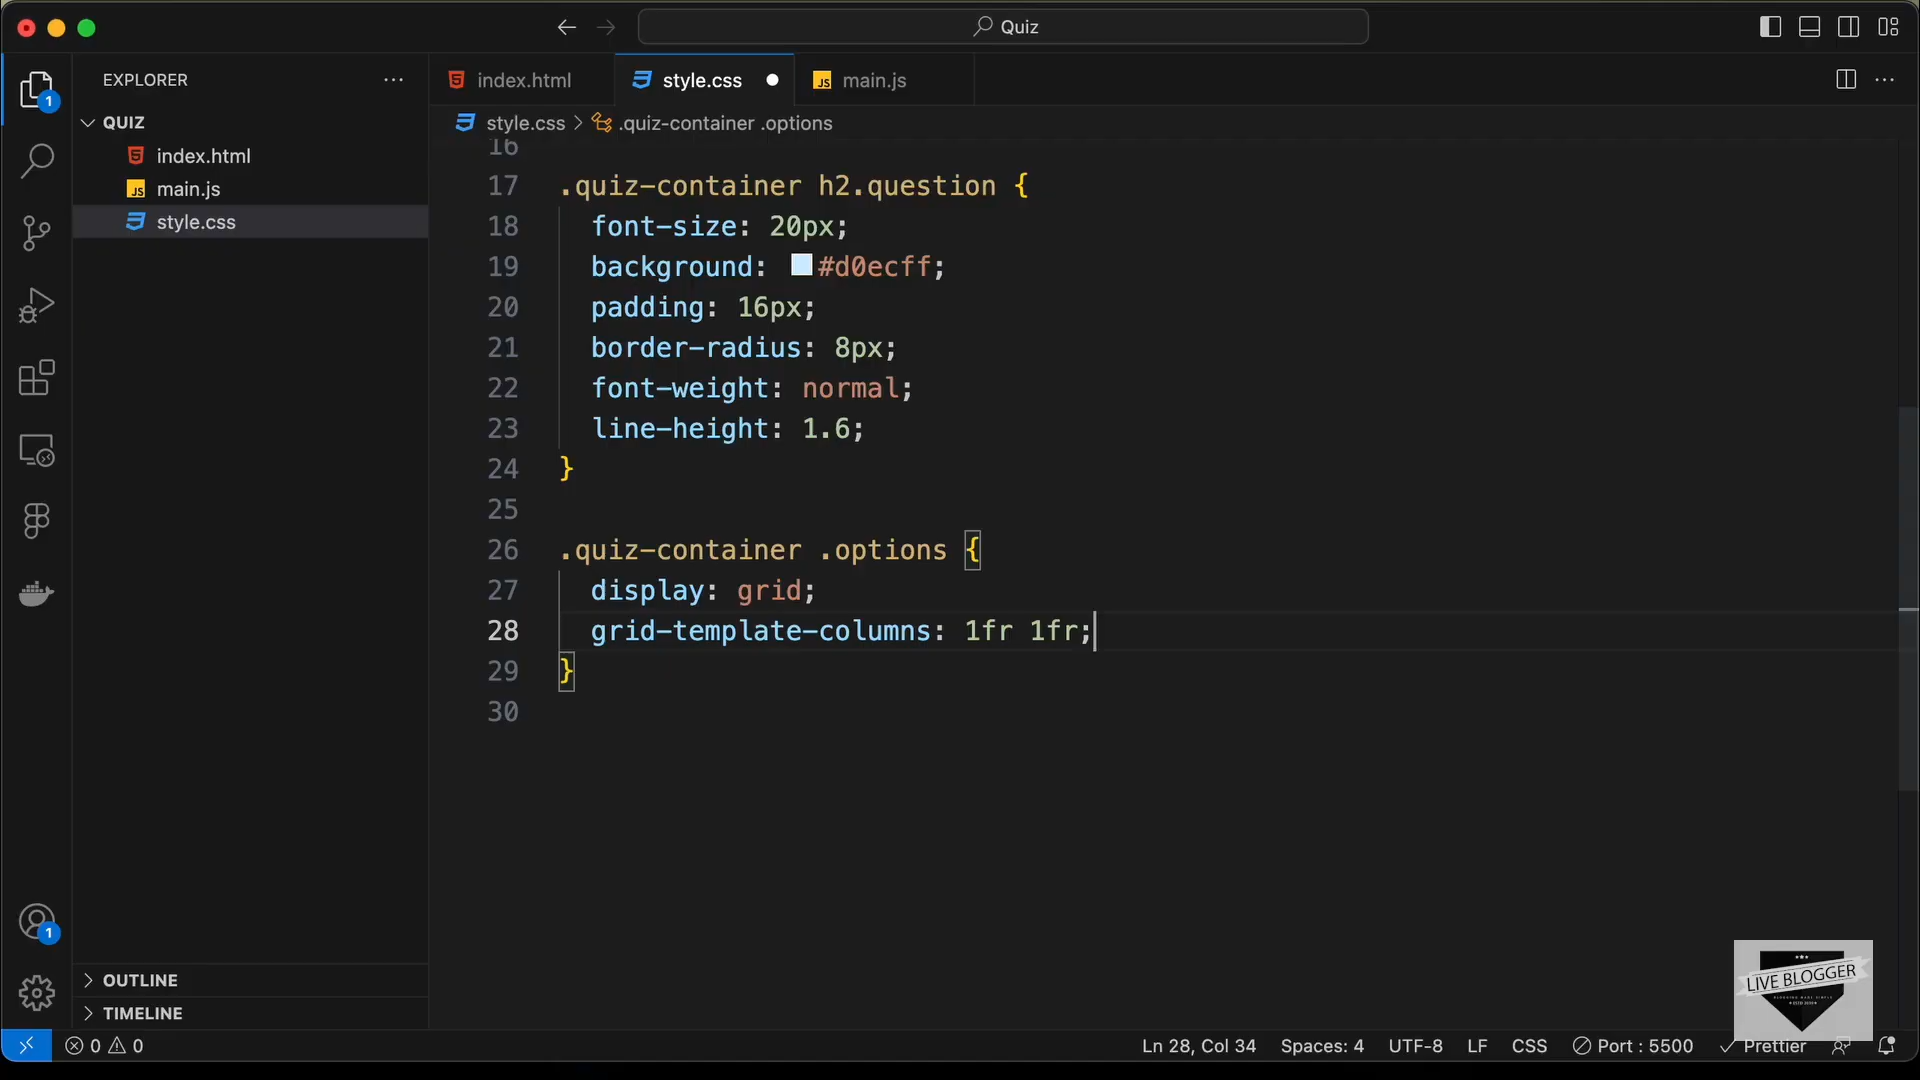 Quiz
EXPLORER
QUIZ
index.html
main.js
style.css
index.html
style.css
main.js
style.css > .quiz-container .options
16
17 .quiz-container h2.question {
18 font-size: 20px;
19 background: #d0ecff;
20 padding: 16px;
21 border-radius: 8px;
22 font-weight: normal;
23 line-height: 1.6;
24 }
25
26 .quiz-container .options {
27 display: grid;
28 grid-template-columns: 1fr 1fr;
29 }
30
1
1
OUTLINE
TIMELINE
LIVE BLOGGER
0 0
Ln 28, Col 34 Spaces: 4 UTF-8 LF CSS Port : 5500 Prettier